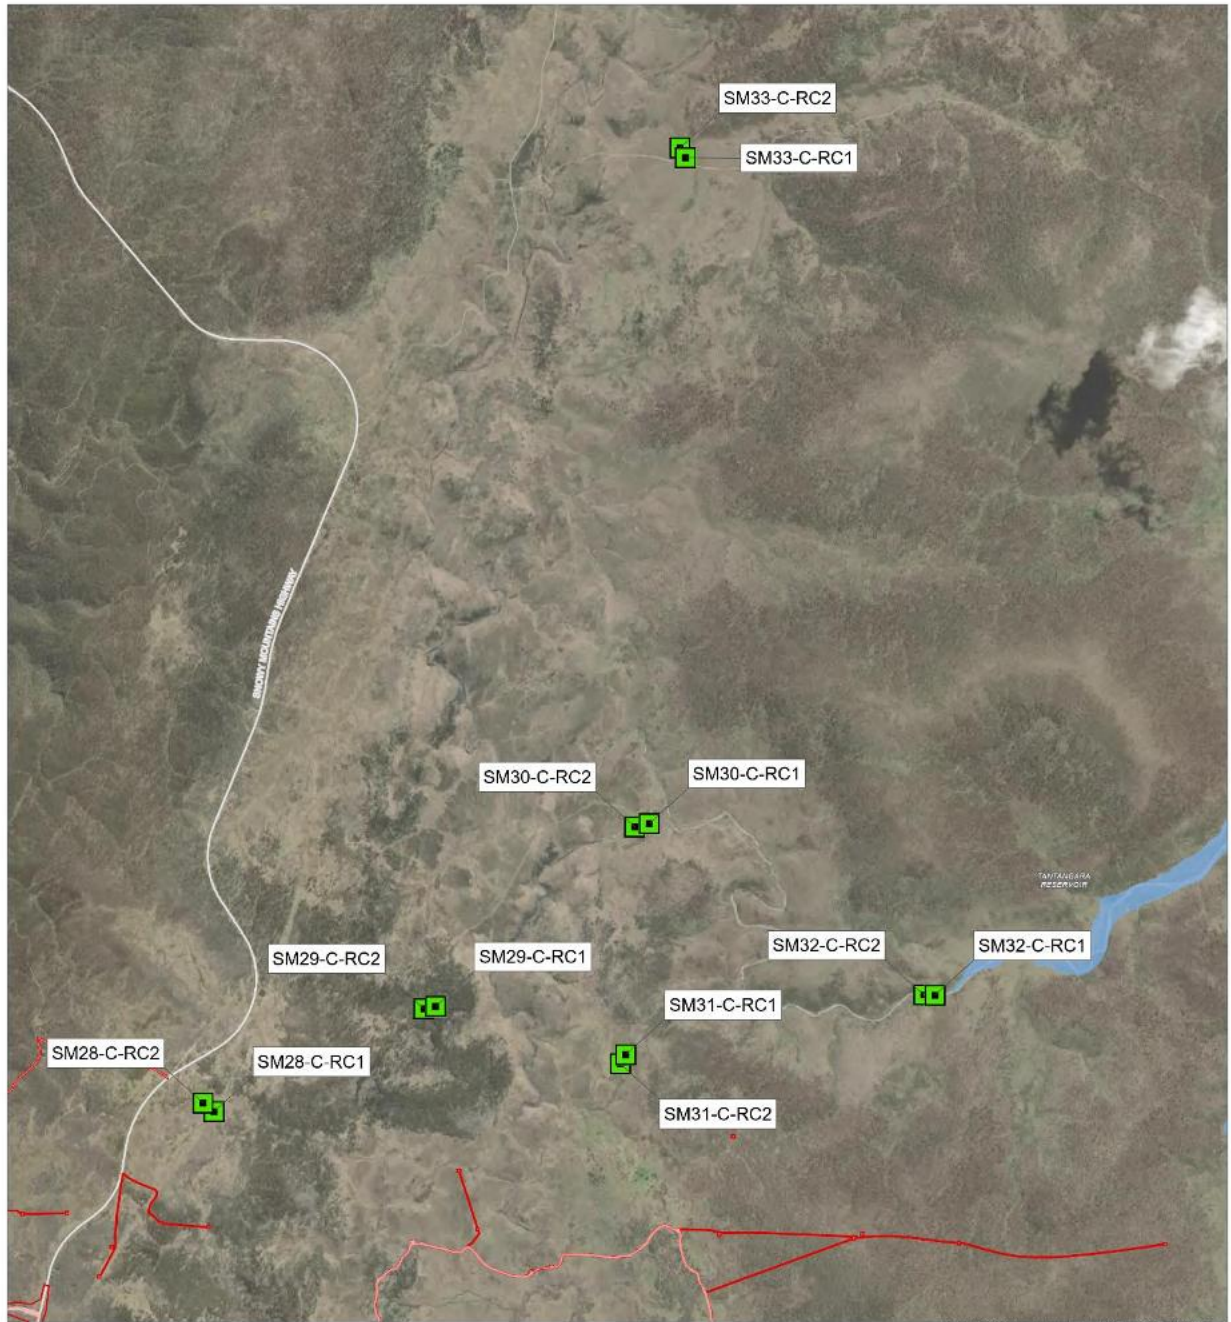 SM33-C-RC2
SM33-C-RC1
SNOWY MOUNTAINS HIGHWAY
SM30-C-RC2
SM30-C-RC1
TANTANGARA
RESERVOIR
SM32-C-RC2
SM32-C-RC1
SM29-C-RC2
SM29-C-RC1
SM31-C-RC1
SM28-C-RC2
SM28-C-RC1
SM31-C-RC2